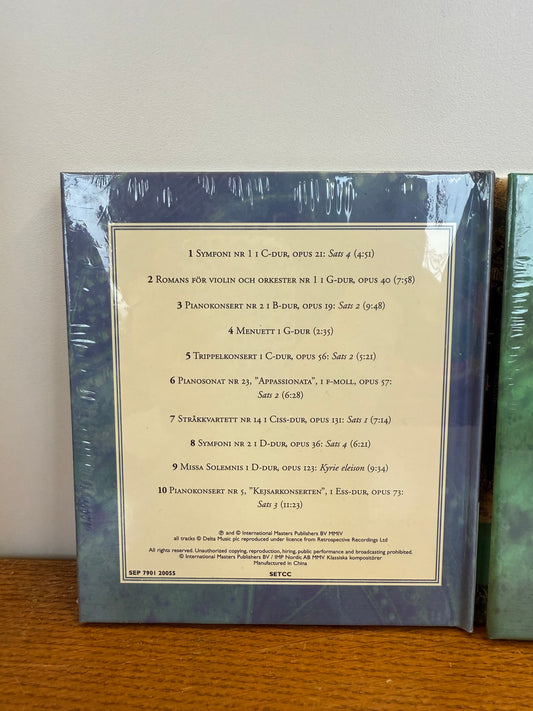 1 Symfoni nr 1 i C-dur, opus 21: Sats 4 (4:51)
2 Romans för violin och orkester nr 1 i G-dur, opus 40 (7:58)
3 Pianokonsert nr 2 i B-dur, opus 19: Sats 2 (9:48)
4 Menuett i G-dur (2:35)
5 Trippelkonsert i C-dur, opus 56: Sats 2 (5:21)
6 Pianosonat nr 23, "Appassionata", i f-moll, opus 57:
Sats 2 (6:28)
7 Stråkkvartett nr 14 i Ciss-dur, opus 131: Sats 1 (7:14)
8 Symfoni nr 2 i D-dur, opus 36: Sats 4 (6:21)
9 Missa Solemnis i D-dur, opus 123: Kyrie eleison (9:34)
10 Pianokonsert nr 5, "Kejsarkonserten", i Ess-dur, opus 73:
Sats 3 (11:23)
℗ and © International Masters Publishers BV MMIV
all tracks © Delta Music plc reproduced under licence from Retrospective Recordings Ltd
All rights reserved. Unauthorized copying, reproduction, hiring, public performance and broadcasting prohibited.
© International Masters Publishers BV / IMP Nordic AB MMV Klassiska kompositörer
Manufactured in China
SEP 7901 20055 SETCC